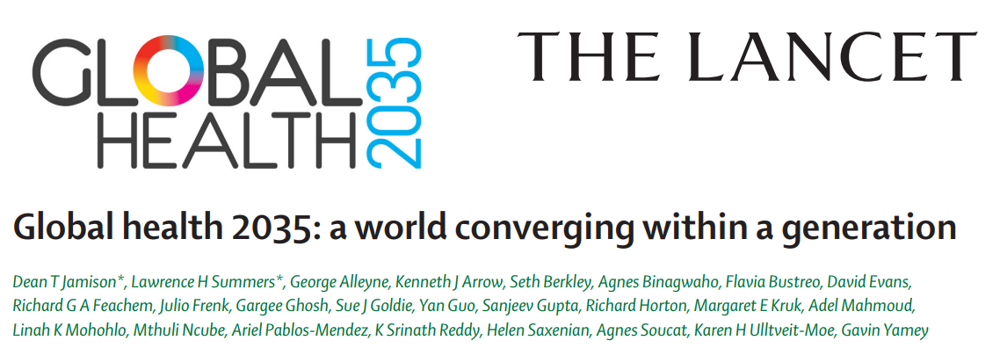 GLOBAL
HEALTH
2035
THE LANCET
Global health 2035: a world converging within a generation
Dean T Jamison*, Lawrence H Summers*, George Alleyne, Kenneth J Arrow, Seth Berkley, Agnes Binagwaho, Flavia Bustreo, David Evans,
Richard G A Feachem, Julio Frenk, Gargee Ghosh, Sue J Goldie, Yan Guo, Sanjeev Gupta, Richard Horton, Margaret E Kruk, Adel Mahmoud,
Linah K Mohohlo, Mthuli Ncube, Ariel Pablos-Mendez, K Srinath Reddy, Helen Saxenian, Agnes Soucat, Karen H Ulltveit-Moe, Gavin Yamey